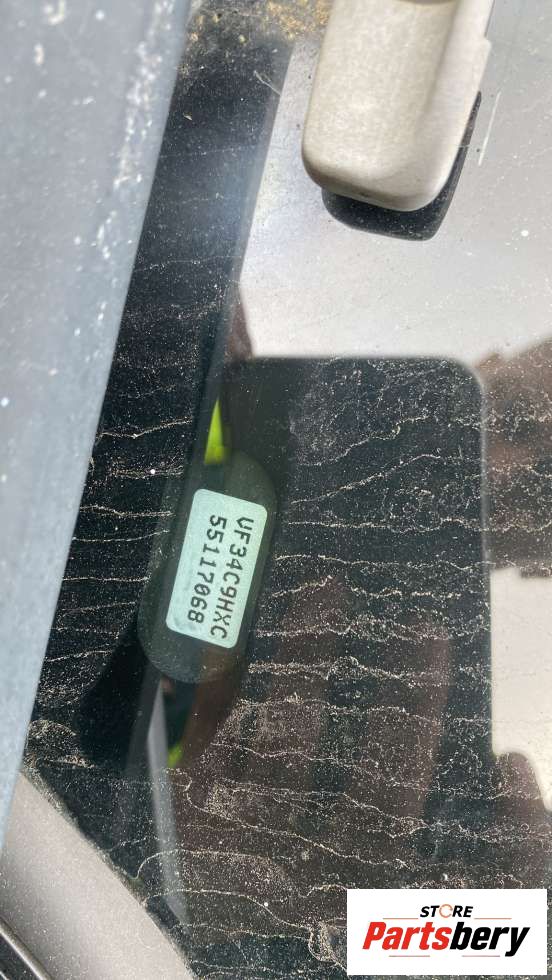 VF34C9HXC
55117068
STORE
Partsbery